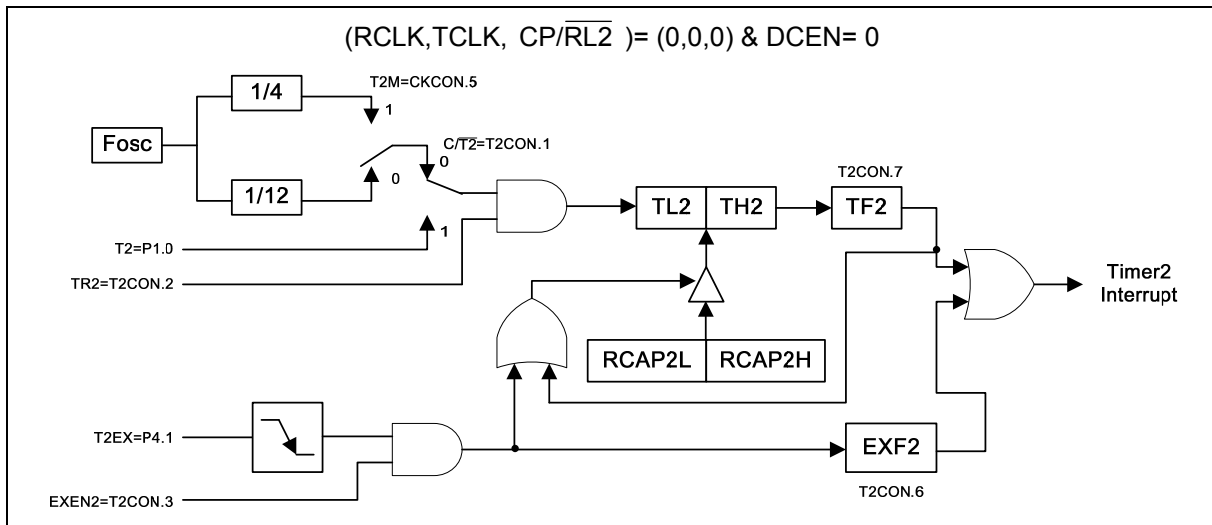 (RCLK,TCLK, CP/RL2 )= (0,0,0) & DCEN= 0
T2M=CKCON.5
1/4
1
Fosc
C/T2=T2CON.1
0
0
1/12
T2CON.7
TL2 TH2
TF2
T2=P1.0
1
TR2=T2CON.2
Timer2
Interrupt
RCAP2L RCAP2H
T2EX=P4.1
EXF2
EXEN2=T2CON.3
T2CON.6